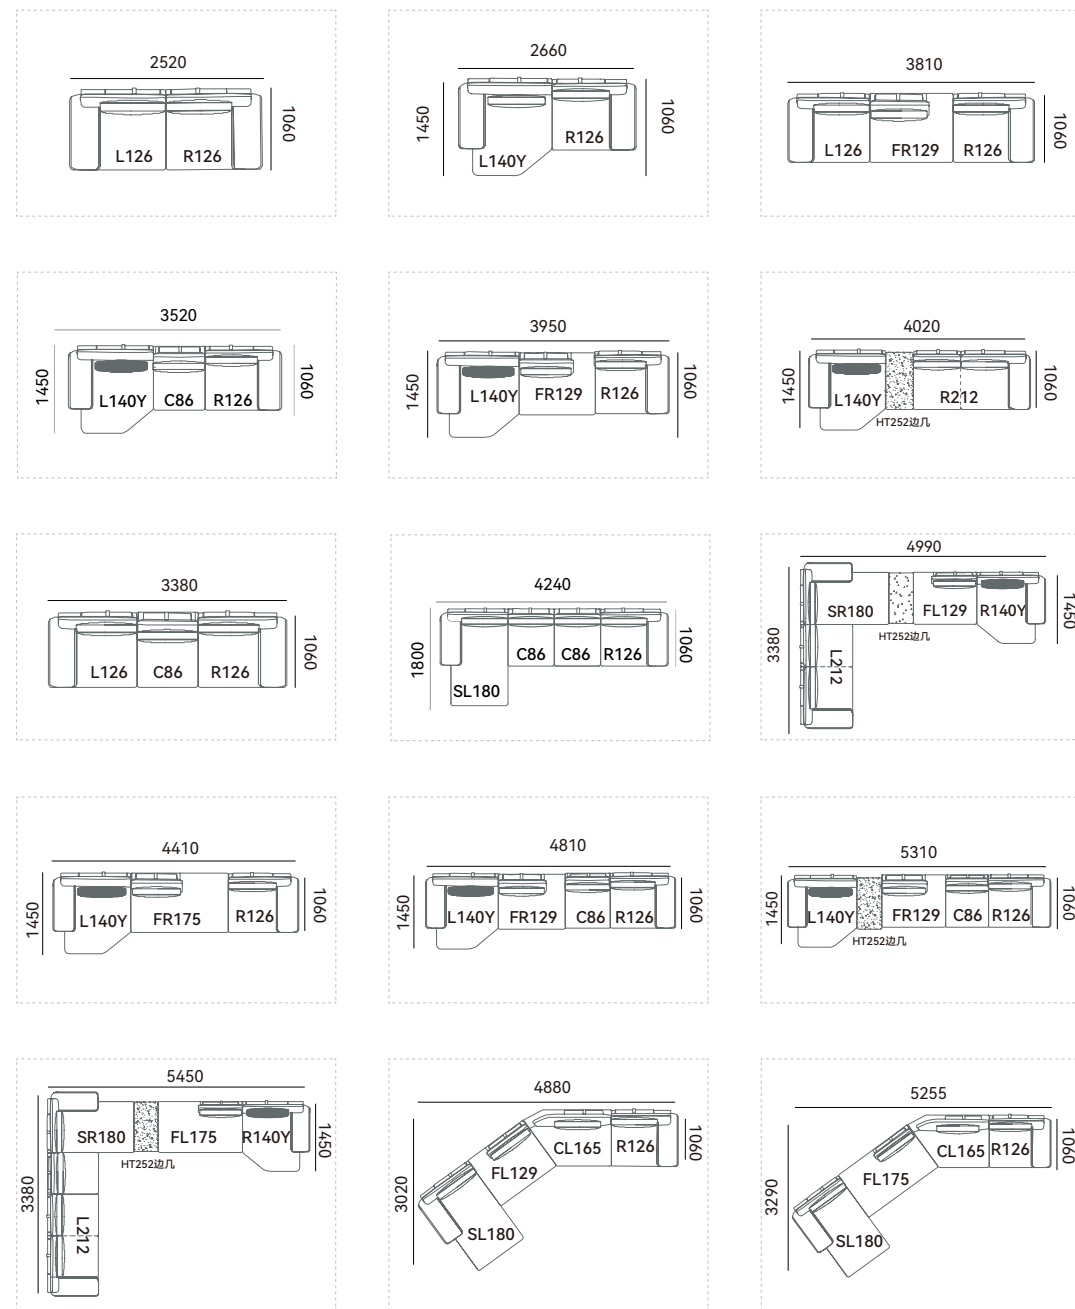 2520
1060
L126 R126
2660
1450
1060
L140Y R126
3810
1060
L126 FR129 R126
3520
1450
1060
L140Y C86 R126
3950
1450
1060
L140Y FR129 R126
4020
1450
1060
L140Y R212
HT252边几
3380
1060
L126 C86 R126
4240
1800
1060
C86 C86 R126
SL180
4990
3380
1450
SR180 FL129 R140Y
HT252边几
L212
4410
1450
1060
L140Y FR175 R126
4810
1450
1060
L140Y FR129 C86 R126
5310
1450
1060
L140Y FR129 C86 R126
HT252边几
5450
3380
1450
SR180 FL175 R140Y
HT252边几
L212
4880
3020
1060
FL129 CL165 R126
SL180
5255
3290
1060
FL175 CL165 R126
SL180